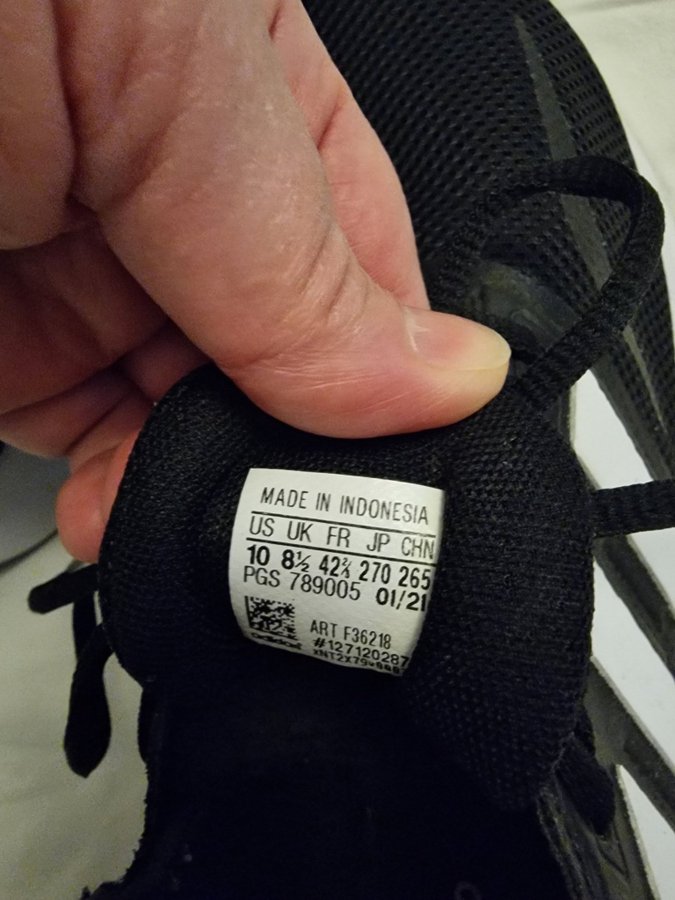 MADE IN INDONESIA
US UK FR JP CHN
10 8½ 42⅔ 270 265
PGS 789005 01/21
adidas
ART F36218
#127120287